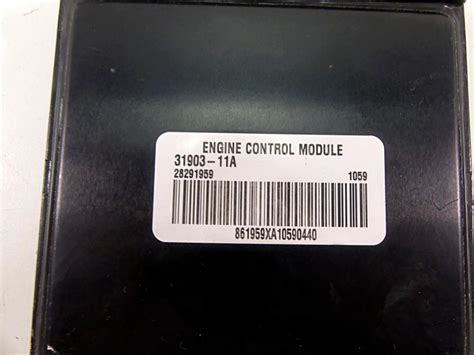 ENGINE CONTROL MODULE
31903-11A
28291959 1059
861959XA10590440